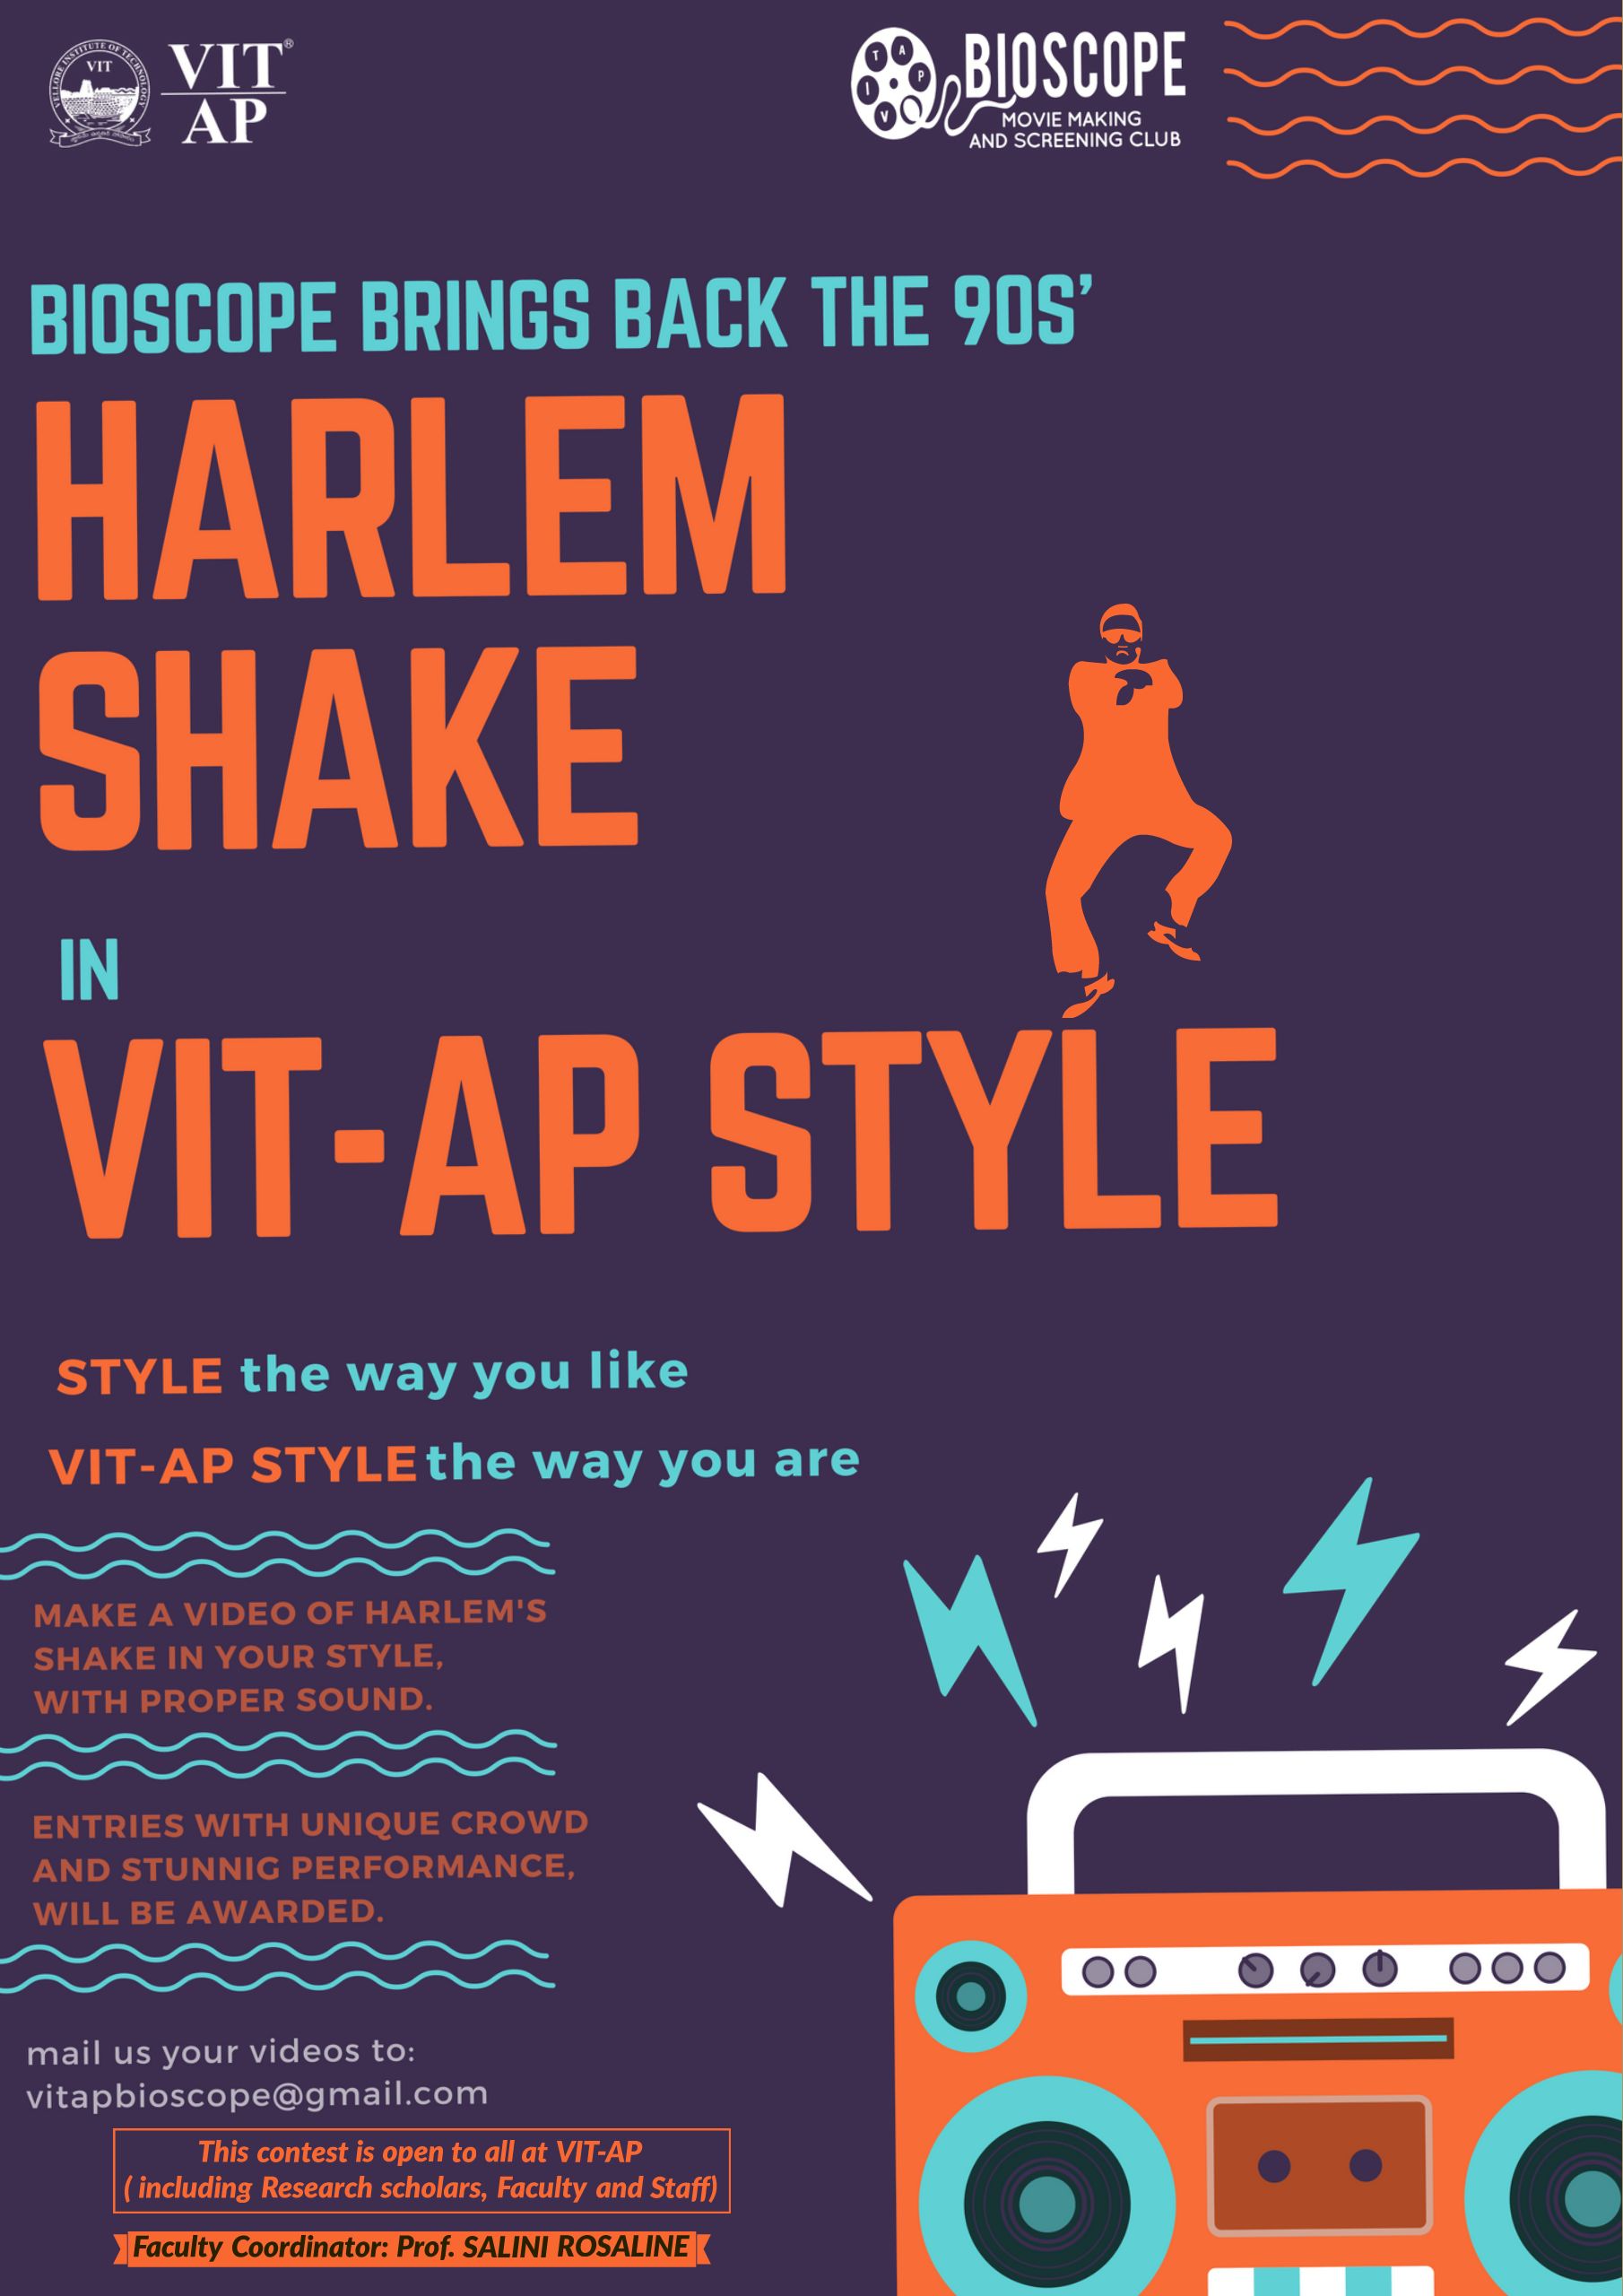 VELLORE INSTITUTE OF TECHNOLOGY
VIT
VIT®
AP
VITAP
BIOSCOPE
MOVIE MAKING
AND SCREENING CLUB
BIOSCOPE BRINGS BACK THE 90S'
HARLEM
SHAKE
IN
VIT-AP STYLE
STYLE the way you like
VIT-AP STYLE the way you are
MAKE A VIDEO OF HARLEM'S
SHAKE IN YOUR STYLE,
WITH PROPER SOUND.
ENTRIES WITH UNIQUE CROWD
AND STUNNIG PERFORMANCE,
WILL BE AWARDED.
mail us your videos to:
vitapbioscope@gmail.com
This contest is open to all at VIT-AP
( including Research scholars, Faculty and Staff)
Faculty Coordinator: Prof. SALINI ROSALINE